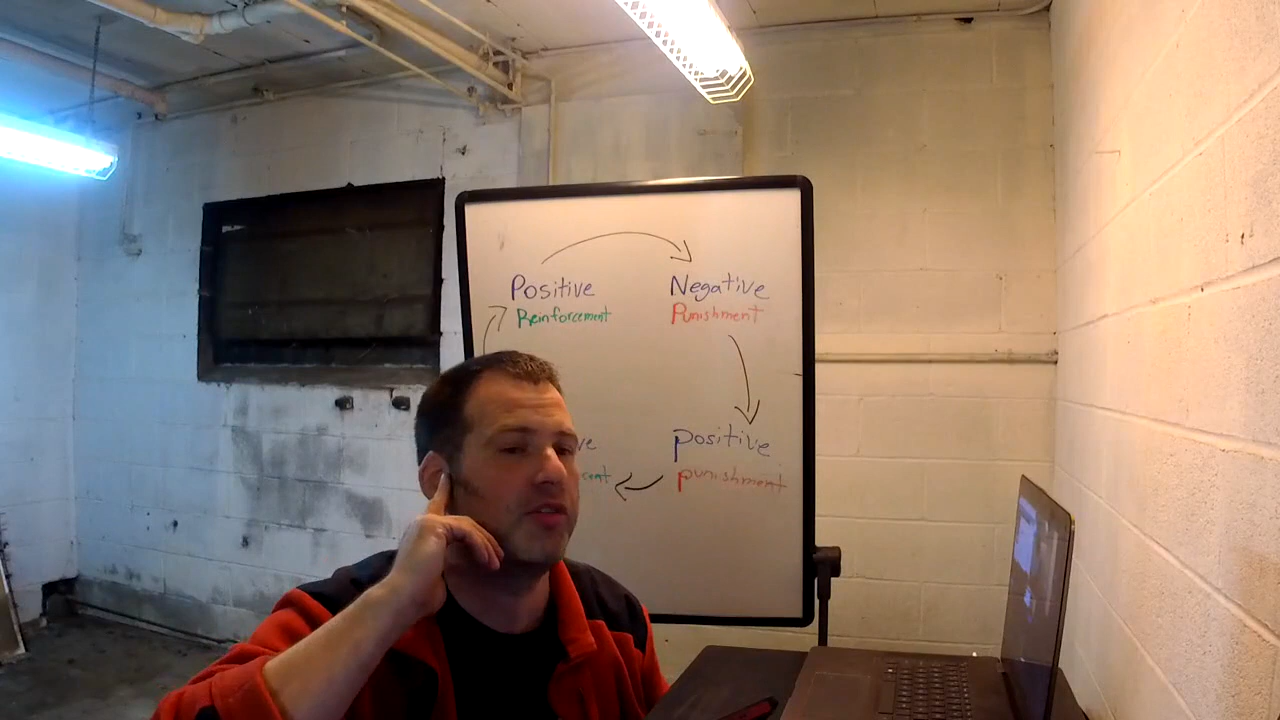 Positive
Reinforcement
Negative
Punishment
positive
punishment